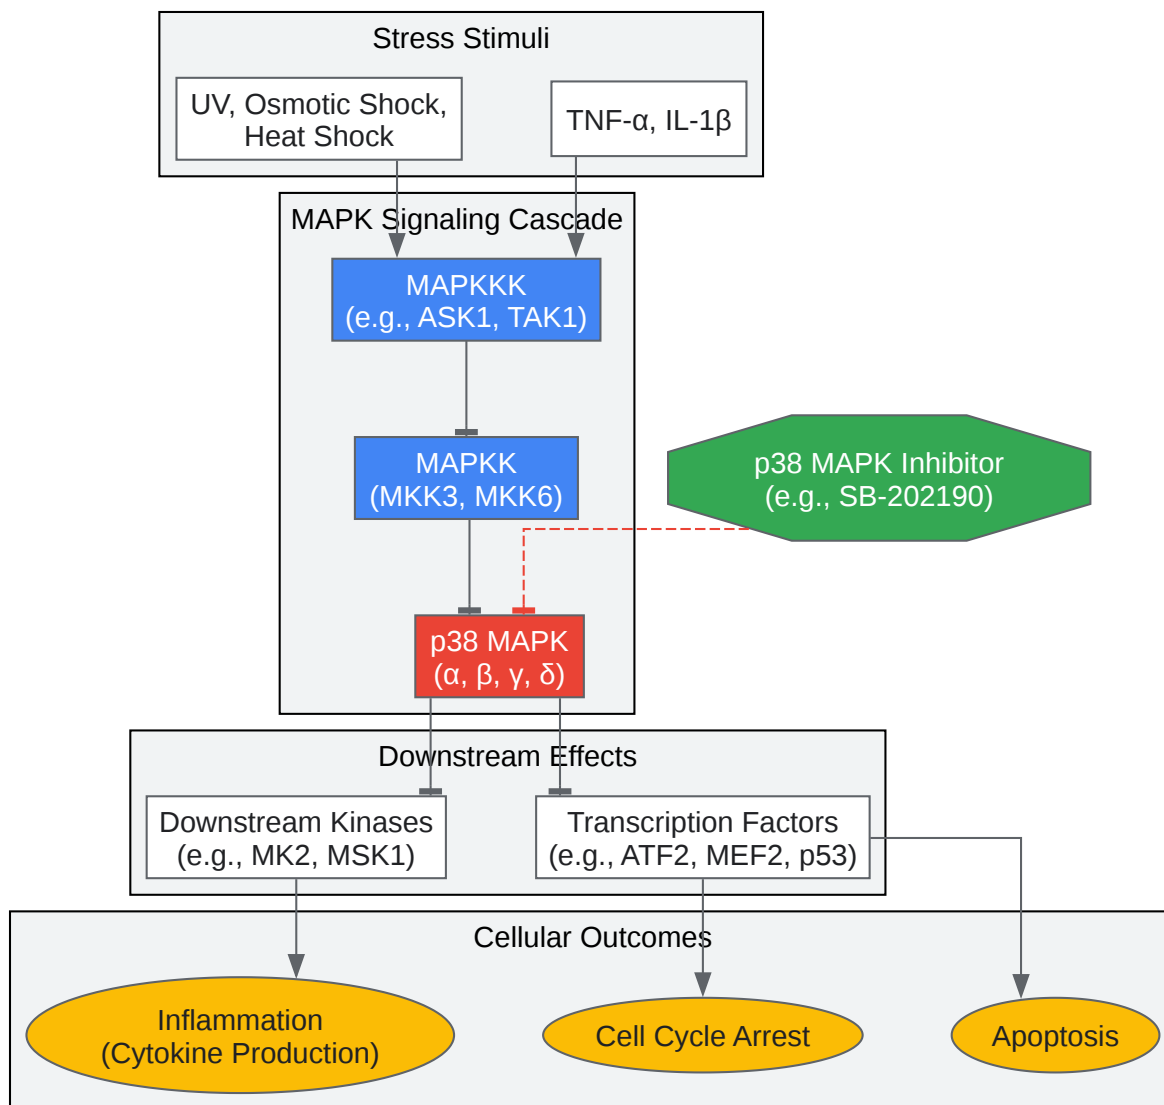 Stress Stimuli
UV, Osmotic Shock,
Heat Shock
TNF-α, IL-1β
MAPK Signaling Cascade
MAPKKK
(e.g., ASK1, TAK1)
MAPKK
(MKK3, MKK6)
p38 MAPK Inhibitor
(e.g., SB-202190)
p38 MAPK
(α, β, γ, δ)
Downstream Effects
Downstream Kinases
(e.g., MK2, MSK1)
Transcription Factors
(e.g., ATF2, MEF2, p53)
Cellular Outcomes
Inflammation
(Cytokine Production)
Cell Cycle Arrest
Apoptosis